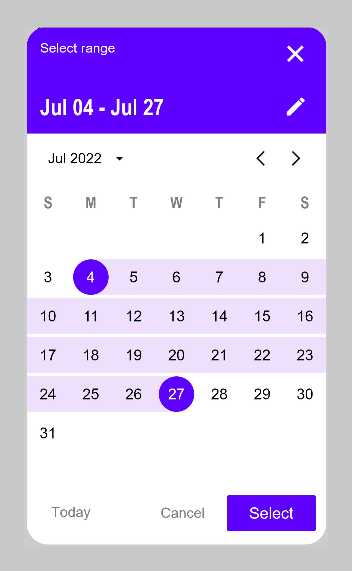 Select range
Jul 04 - Jul 27
Jul 2022
S M T W T F S
1 2
3 4 5 6 7 8 9
10 11 12 13 14 15 16
17 18 19 20 21 22 23
24 25 26 27 28 29 30
31
Today Cancel Select